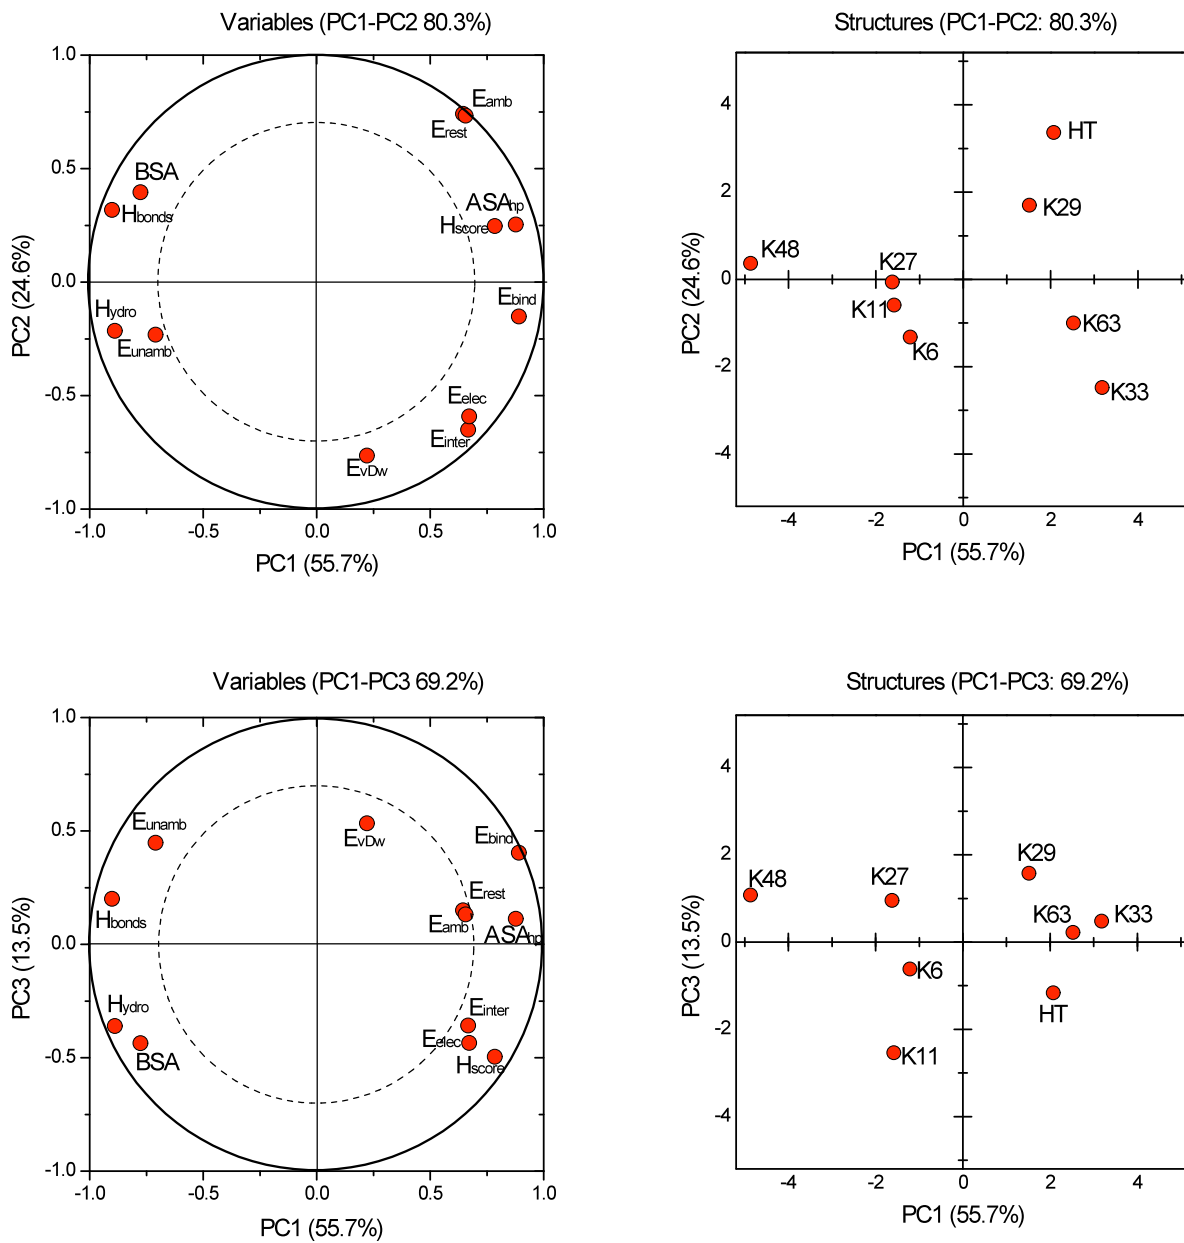 Variables (PC1-PC2 80.3%)
1.0
0.5
0.0
-0.5
-1.0
PC2 (24.6%)
Eamb
Erest
BSA
Hbonds
ASAhp
Hscore
Ebind
Hydro
Eunamb
Eelec
Einter
EvDw
-1.0 -0.5 0.0 0.5 1.0
PC1 (55.7%)
Structures (PC1-PC2: 80.3%)
4
2
0
-2
-4
PC2 (24.6%)
HT
K29
K48
K27
K11
K6
K63
K33
-4 -2 0 2 4
PC1 (55.7%)
Variables (PC1-PC3 69.2%)
1.0
0.5
0.0
-0.5
-1.0
PC3 (13.5%)
Eunamb
EvDw
Ebind
Hbonds
Erest
Eamb
ASAhp
Hydro
BSA
Einter
Eelec
Hscore
-1.0 -0.5 0.0 0.5 1.0
PC1 (55.7%)
Structures (PC1-PC3: 69.2%)
4
2
0
-2
-4
PC3 (13.5%)
K29
K48
K27
K63
K33
K6
HT
K11
-4 -2 0 2 4
PC1 (55.7%)